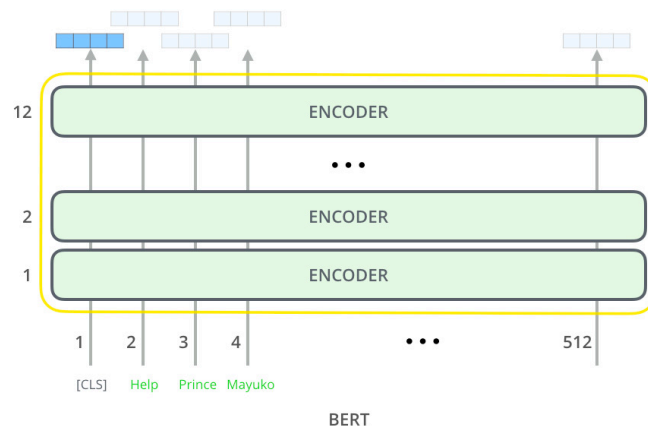 12 ENCODER
...
2 ENCODER
1 ENCODER
1 2 3 4 ... 512
[CLS] Help Prince Mayuko
BERT